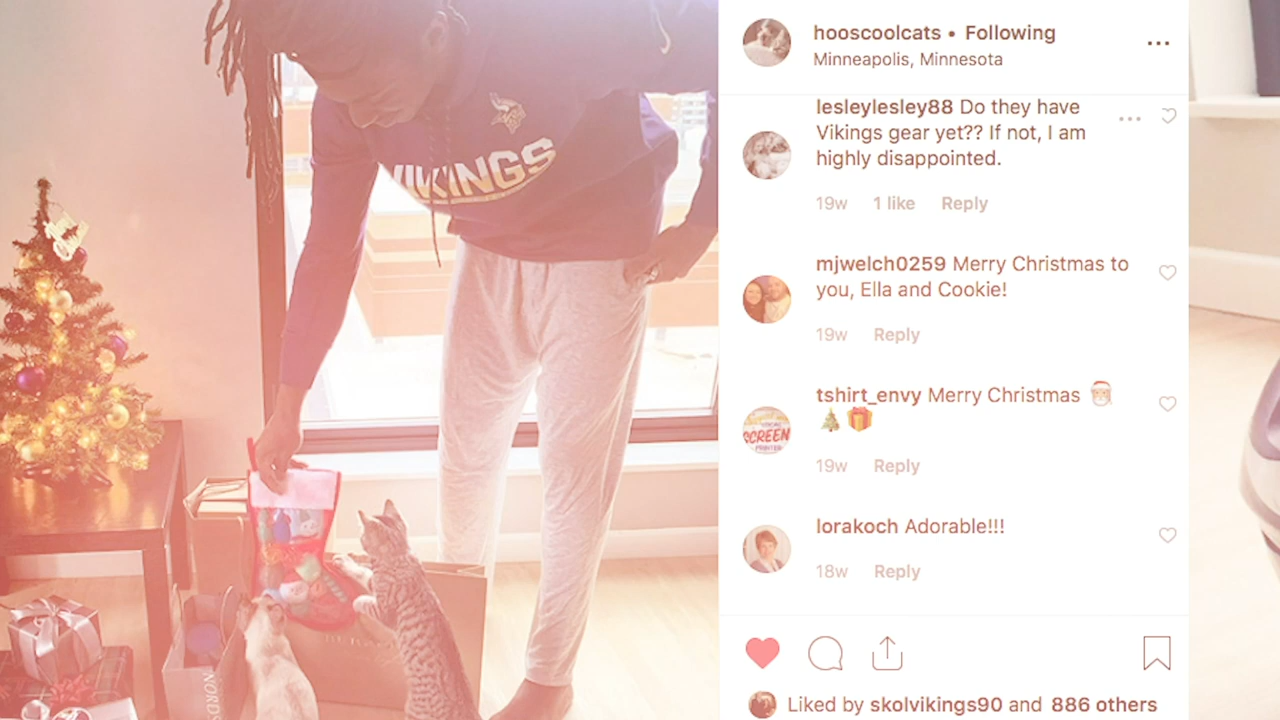 VIKINGS
NORDS
hooscoolcats • Following
Minneapolis, Minnesota
lesleylesley88 Do they have
Vikings gear yet?? If not, I am
highly disappointed.
19w 1 like Reply
mjwelch0259 Merry Christmas to
you, Ella and Cookie!
19w Reply
tshirt_envy Merry Christmas 🎅
🎄🎁
SCREEN
PRINTER
19w Reply
lorakoch Adorable!!!
18w Reply
Liked by skolvikings90 and 886 others